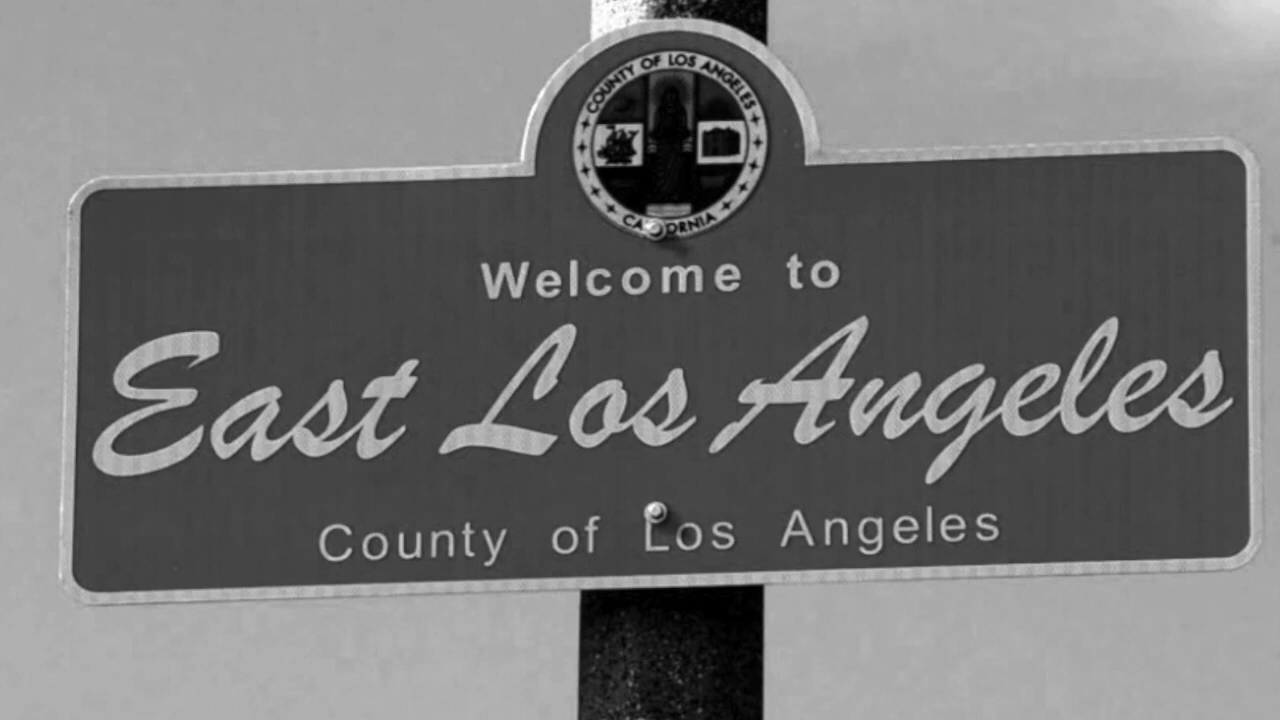 COUNTY OF LOS ANGELES
CALIFORNIA
Welcome to
East Los Angeles
County of Los Angeles